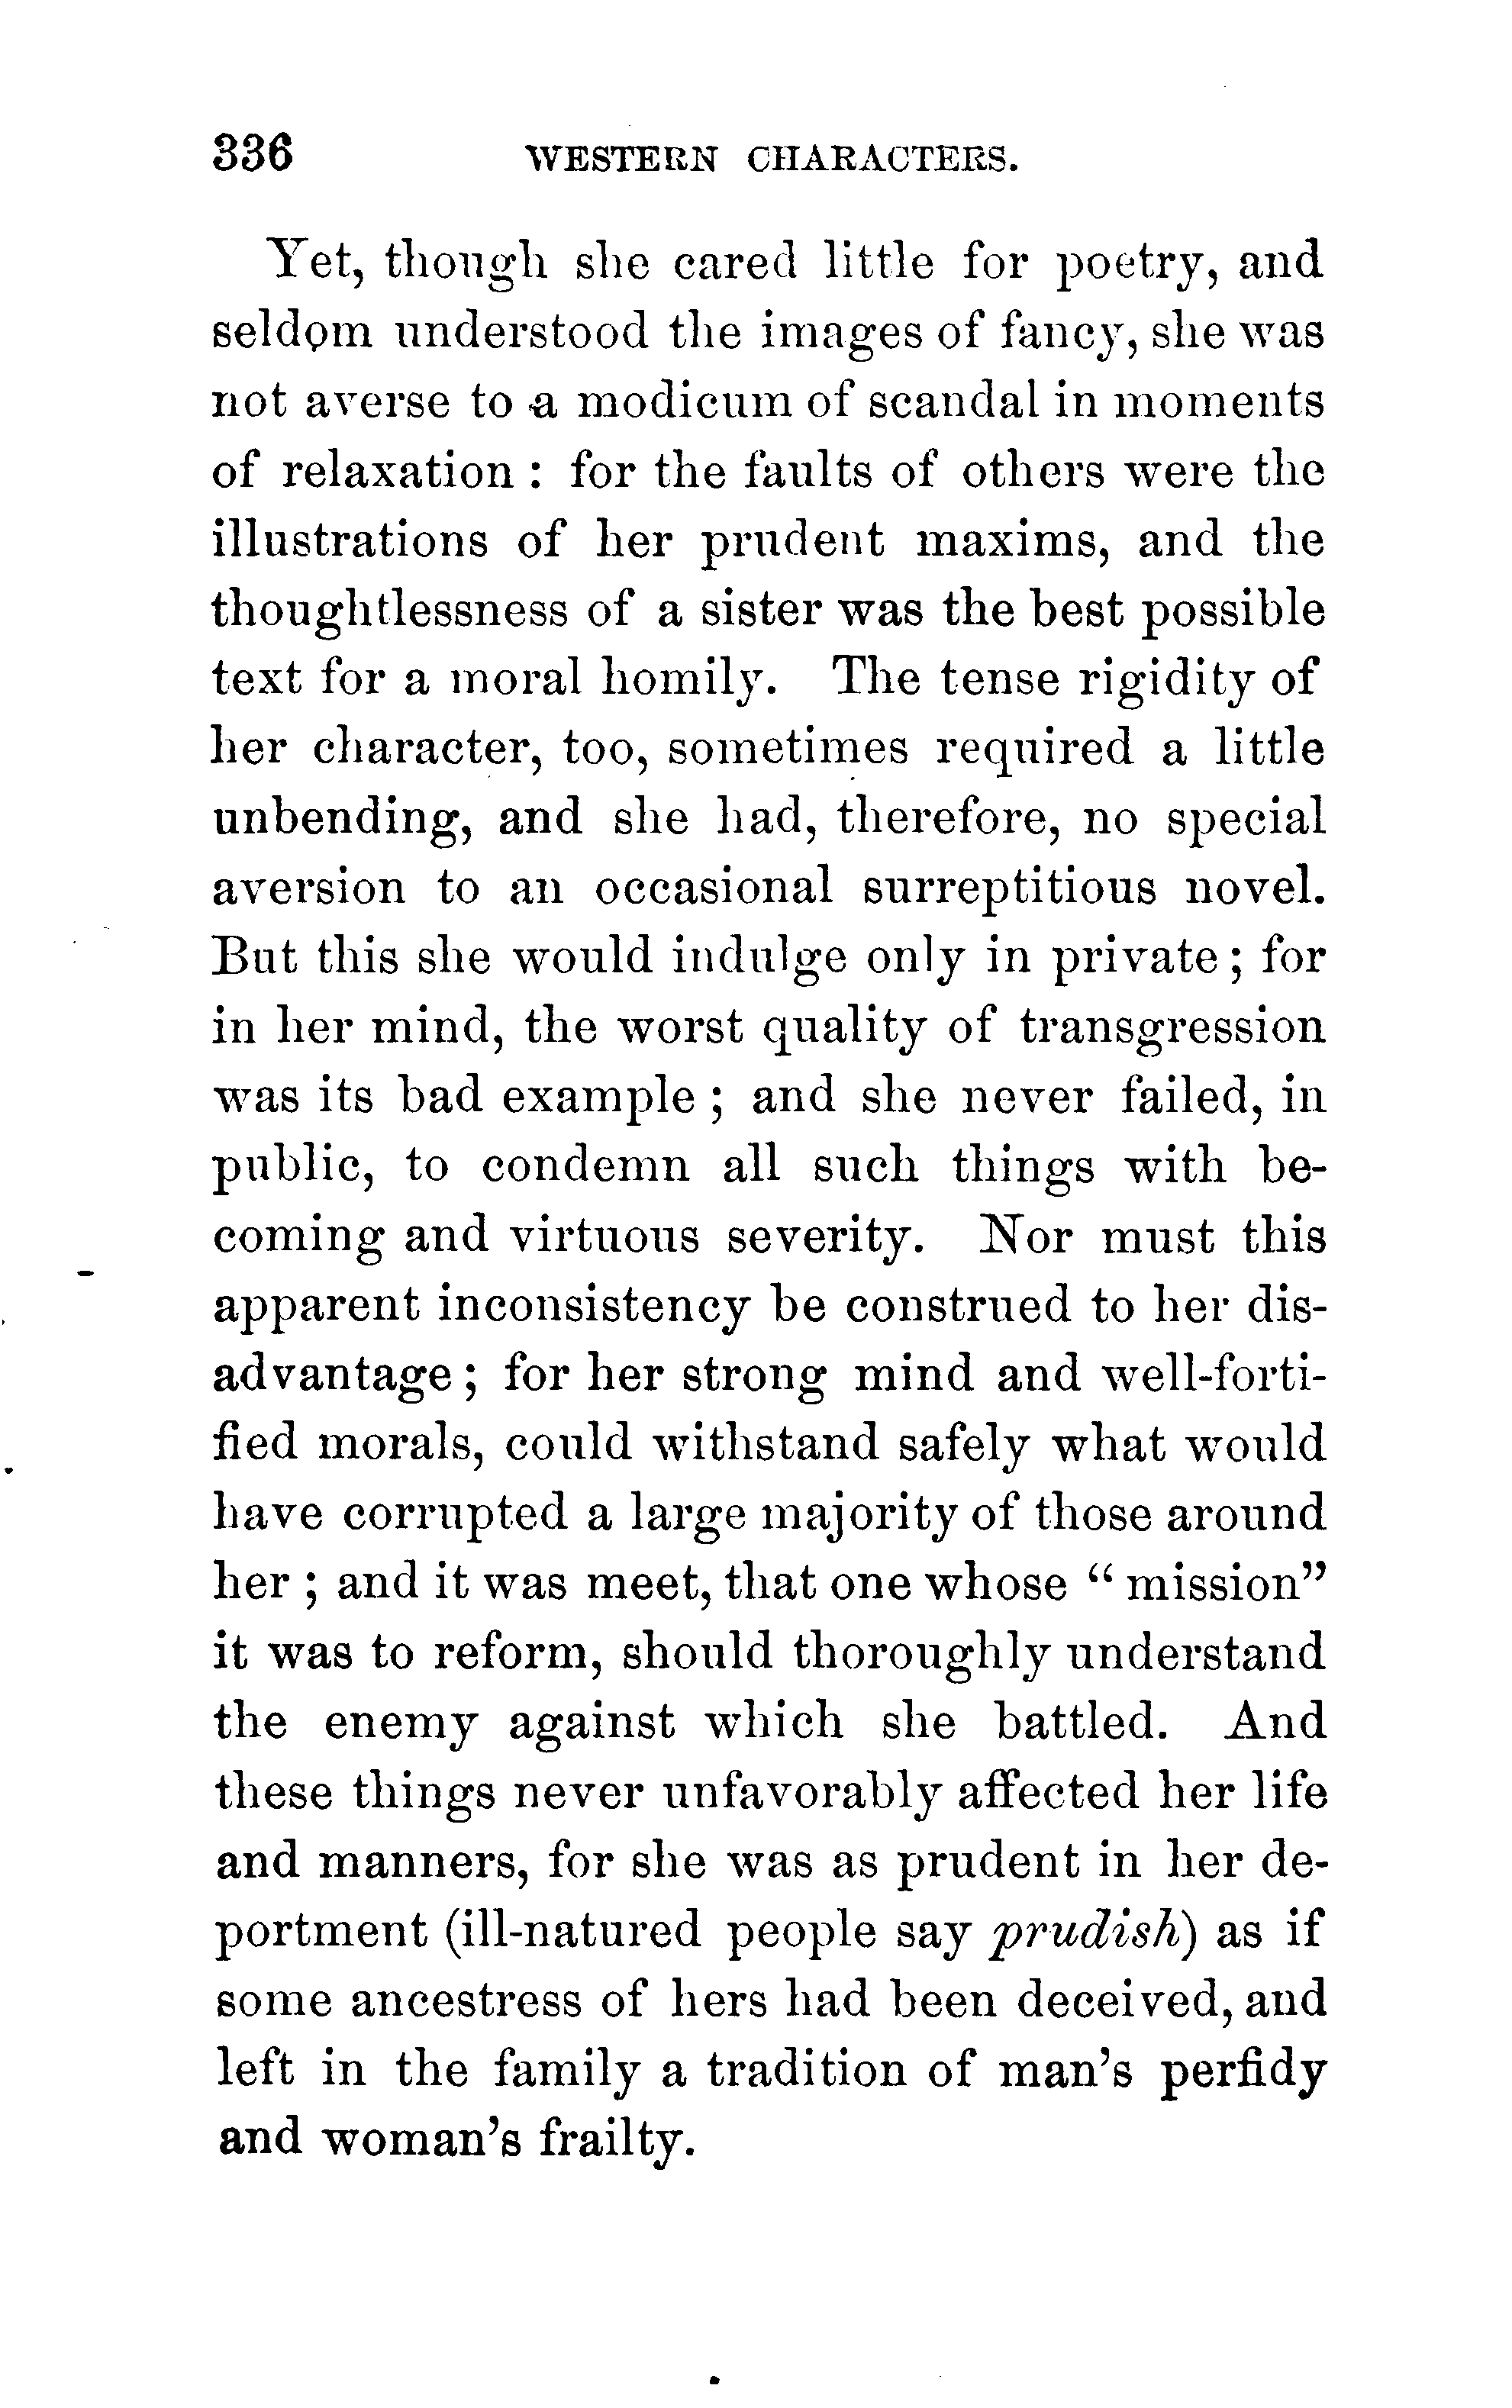 336 WESTERN CHARACTERS.
Yet, though she cared little for poetry, and
seldom understood the images of fancy, she was
not averse to a modicum of scandal in moments
of relaxation : for the faults of others were the
illustrations of her prudent maxims, and the
thoughtlessness of a sister was the best possible
text for a moral homily. The tense rigidity of
her character, too, sometimes required a little
unbending, and she had, therefore, no special
aversion to an occasional surreptitious novel.
But this she would indulge only in private ; for
in her mind, the worst quality of transgression
was its bad example ; and she never failed, in
public, to condemn all such things with be-
coming and virtuous severity. Nor must this
apparent inconsistency be construed to her dis-
advantage ; for her strong mind and well-forti-
fied morals, could withstand safely what would
have corrupted a large majority of those around
her ; and it was meet, that one whose “ mission”
it was to reform, should thoroughly understand
the enemy against which she battled. And
these things never unfavorably affected her life
and manners, for she was as prudent in her de-
portment (ill-natured people say prudish) as if
some ancestress of hers had been deceived, and
left in the family a tradition of man's perfidy
and woman's frailty.